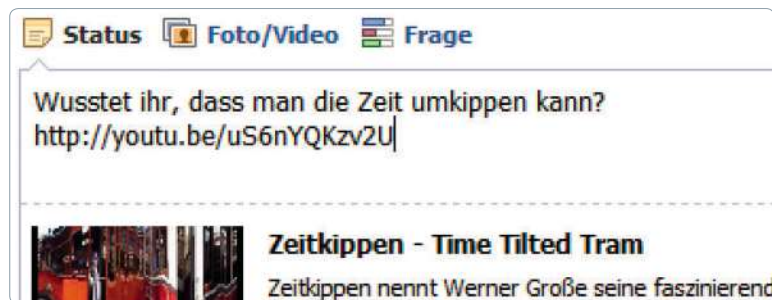 Status Foto/Video Frage
Wusstet ihr, dass man die Zeit umkippen kann?
http://youtu.be/uS6nYQKzv2U
Zeitkippen - Time Tilted Tram
Zeitkippen nennt Werner Große seine faszinierend